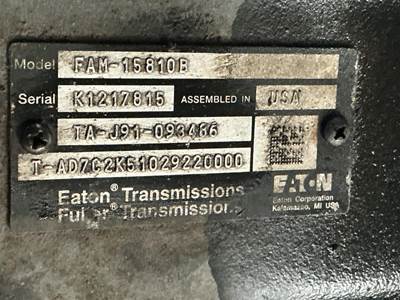 Model FAM-15810B
Serial K1217815 ASSEMBLED IN USA
TA-J91-093486
T-AD7C2K51029220000
Eaton® Transmissions
Fuller® Transmissions
EATON
Eaton Corporation
Kalamazoo, MI USA